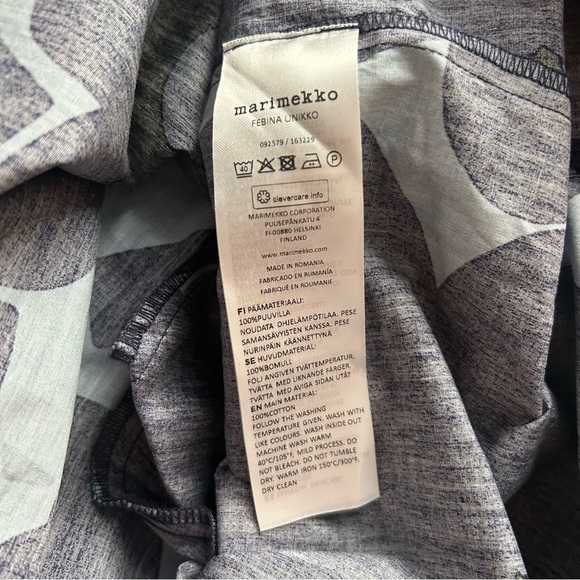 marimekko
FEBINA UNIKKO
092579 / 163229
40 P
clevercare.info
MARIMEKKO CORPORATION
PUUSEPÄNKATU 4
FI-00880 HELSINKI
FINLAND
www.marimekko.com
MADE IN ROMANIA
FABRICADO EN RUMANÍA
FABRIQUÉ EN ROUMANIE
FI PÄÄMATERIAALI:
100%PUUVILLA
NOUDATA OHJELÄMPÖTILAA. PESE
SAMANSÄVYISTEN KANSSA. PESE
NURINPÄIN KÄÄNNETTYNÄ
SE HUVUDMATERIAL:
100%BOMULL
FÖLJ ANGIVEN TVÄTTEMPERATUR.
TVÄTTA MED LIKNANDE FÄRGER.
TVÄTTA MED AVIGA SIDAN UTÅT
EN MAIN MATERIAL:
100%COTTON
FOLLOW THE WASHING
TEMPERATURE GIVEN. WASH WITH
LIKE COLOURS. WASH INSIDE OUT
MACHINE WASH WARM
40°C/105°F, MILD PROCESS. DO
NOT BLEACH. DO NOT TUMBLE
DRY. WARM IRON 150°C/300°F.
DRY CLEAN